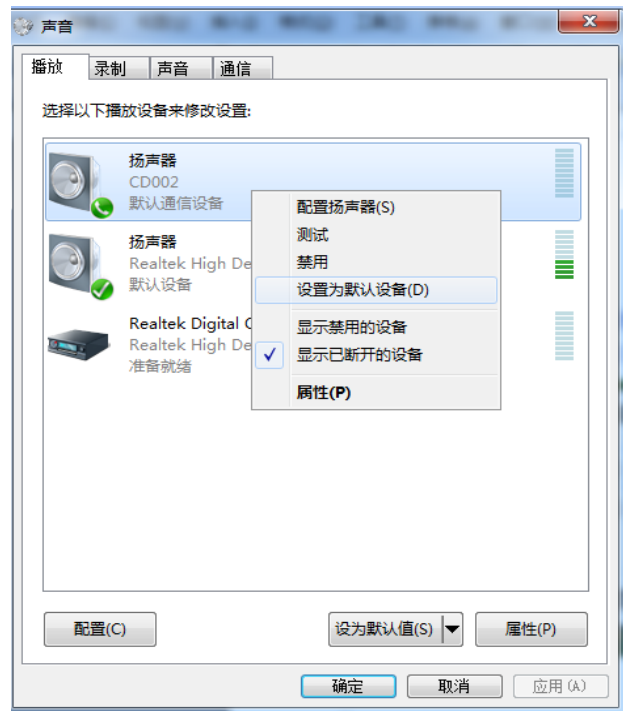 声音
播放 录制 声音 通信
选择以下播放设备来修改设置:
扬声器
CD002
默认通信设备
扬声器
Realtek High De
默认设备
Realtek Digital
Realtek High De
准备就绪
配置扬声器(S)
测试
禁用
设置为默认设备(D)
显示禁用的设备
显示已断开的设备
属性(P)
配置(C) 设为默认值(S) 属性(P)
确定 取消 应用(A)